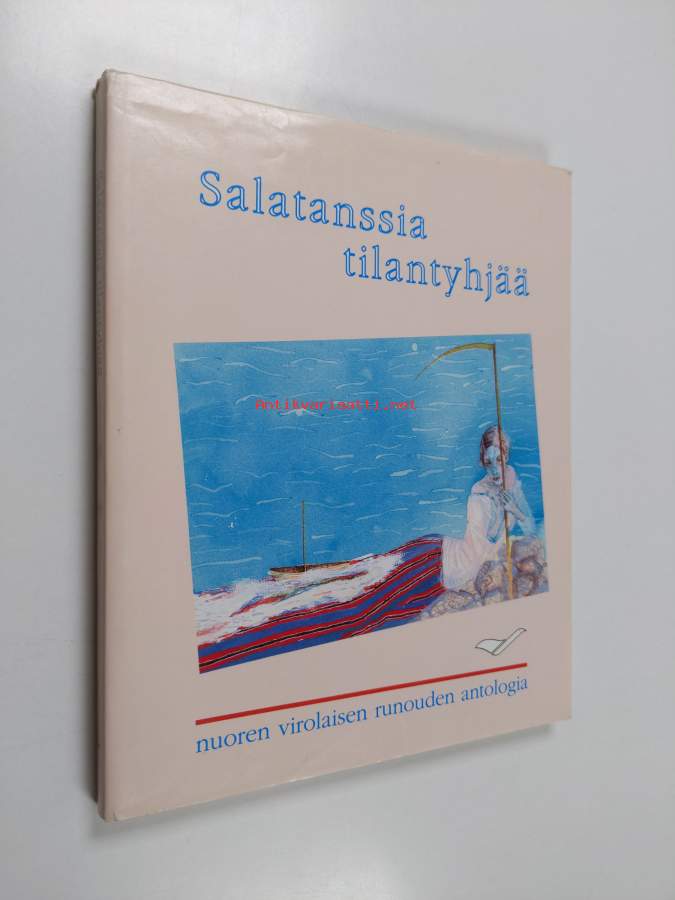 Salatanssia
tilantyhjää
Antikvariaatti.net
nuoren virolaisen runouden antologia